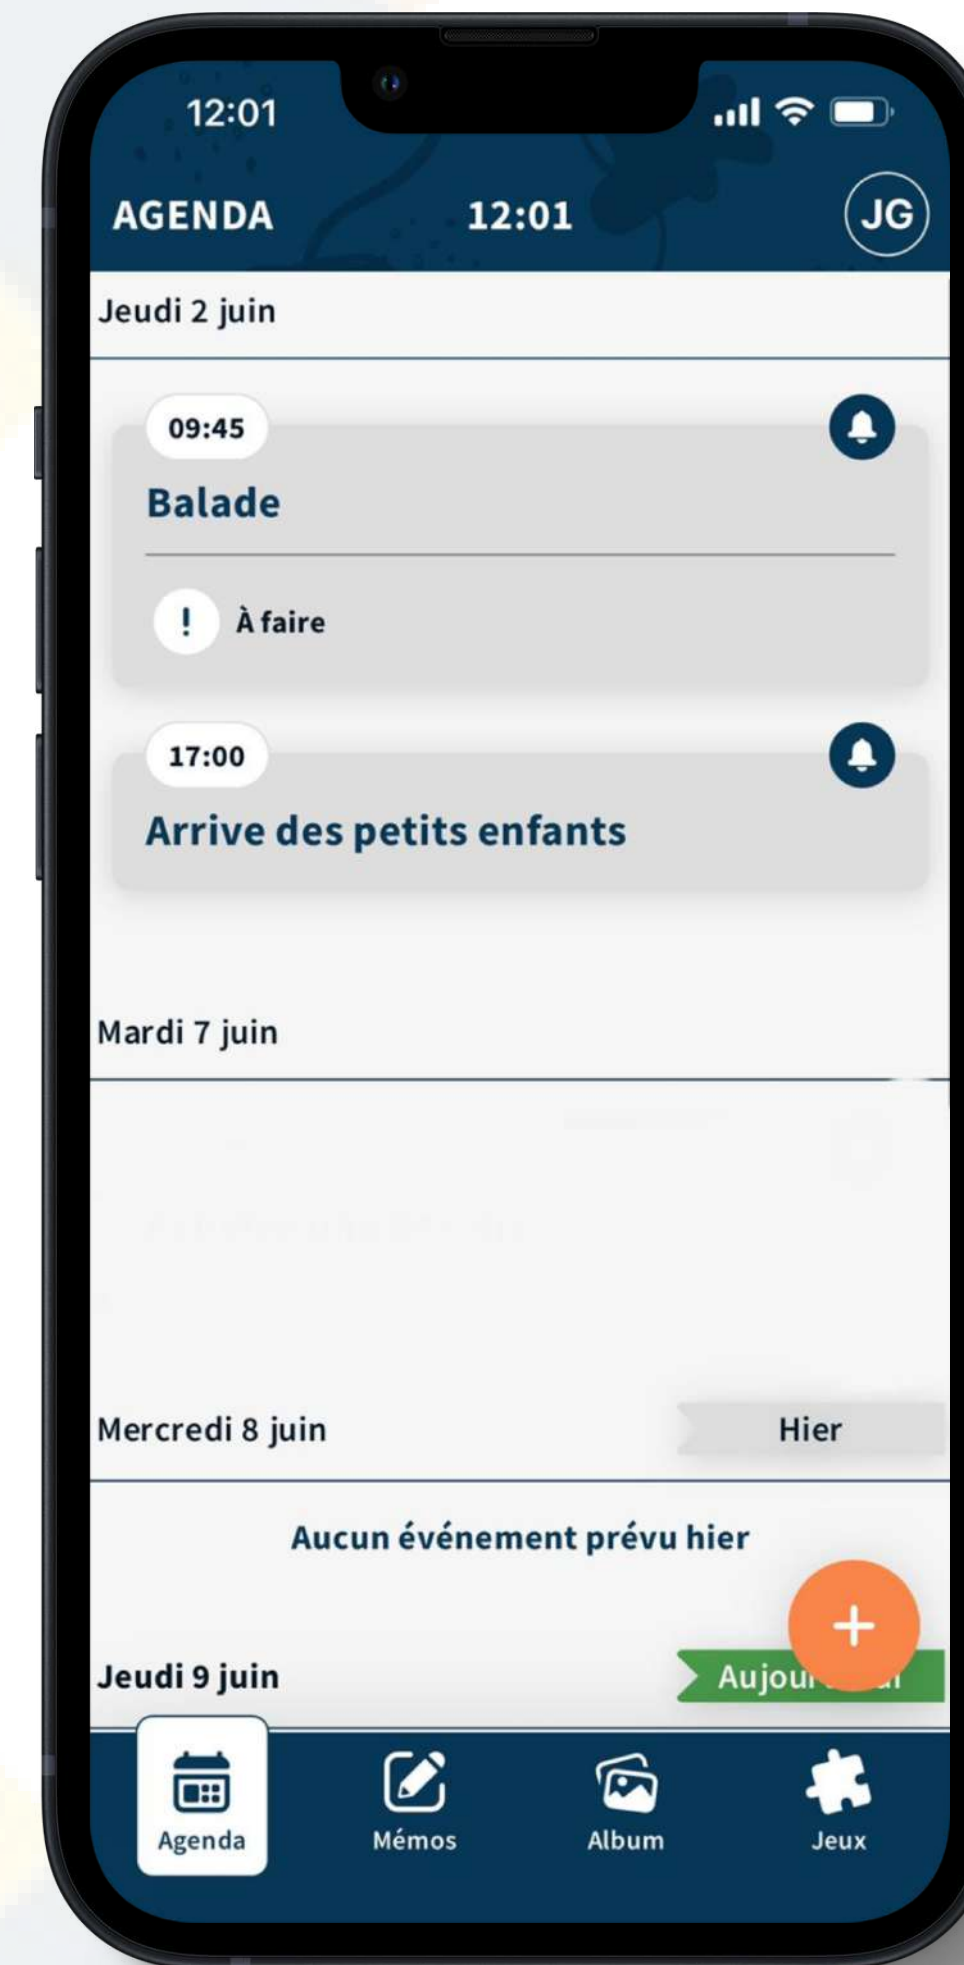 12:01
AGENDA 12:01 JG
Jeudi 2 juin
09:45
Balade
! À faire
17:00
Arrive des petits enfants
Mardi 7 juin
Mercredi 8 juin Hier
Aucun événement prévu hier
+
Jeudi 9 juin
Agenda Mémos Album Jeux